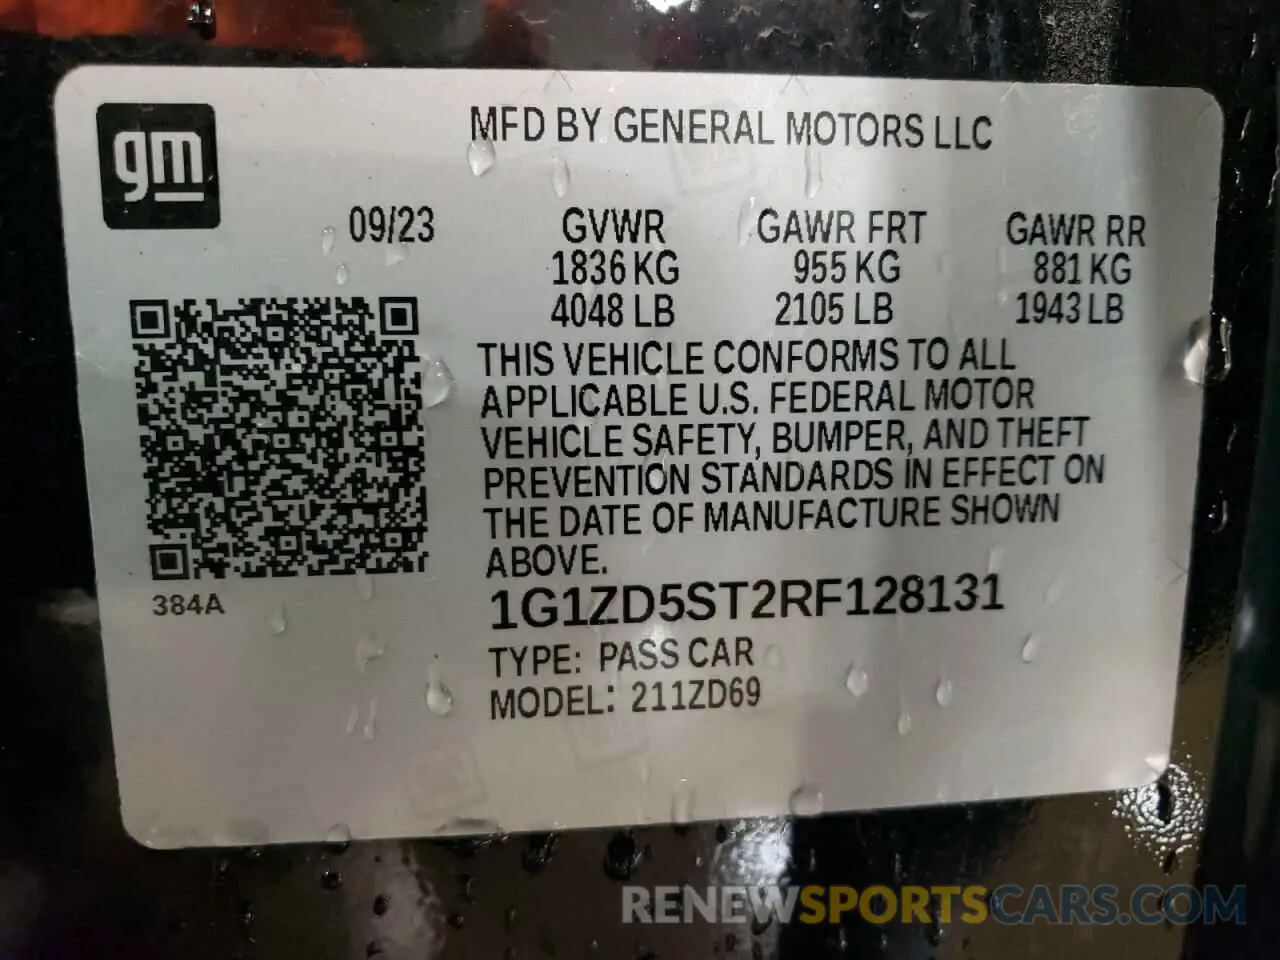 gm
MFD BY GENERAL MOTORS LLC
09/23 GVWR GAWR FRT GAWR RR
1836 KG 955 KG 881 KG
4048 LB 2105 LB 1943 LB
THIS VEHICLE CONFORMS TO ALL
APPLICABLE U.S. FEDERAL MOTOR
VEHICLE SAFETY, BUMPER, AND THEFT
PREVENTION STANDARDS IN EFFECT ON
THE DATE OF MANUFACTURE SHOWN
ABOVE.
384A
1G1ZD5ST2RF128131
TYPE: PASS CAR
MODEL: 211ZD69
RENEWSPORTSCARS.COM